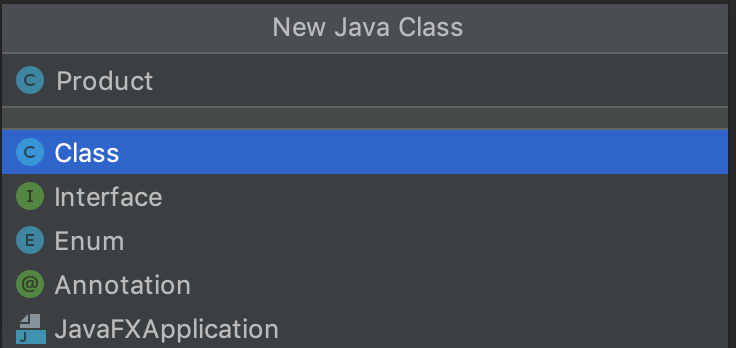 New Java Class
C Product
C Class
I Interface
E Enum
@ Annotation
J JavaFXApplication